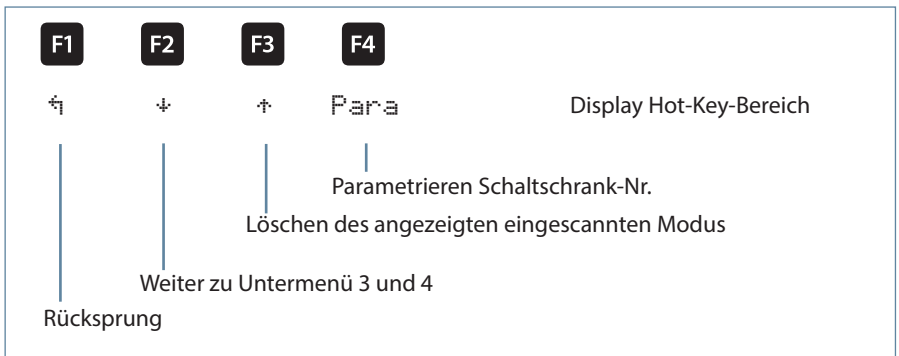 F1 F2 F3 F4
↰ ↓ ↑ Para Display Hot-Key-Bereich
Parametrieren Schaltschrank-Nr.
Löschen des angezeigten eingescannten Modus
Weiter zu Untermenü 3 und 4
Rücksprung